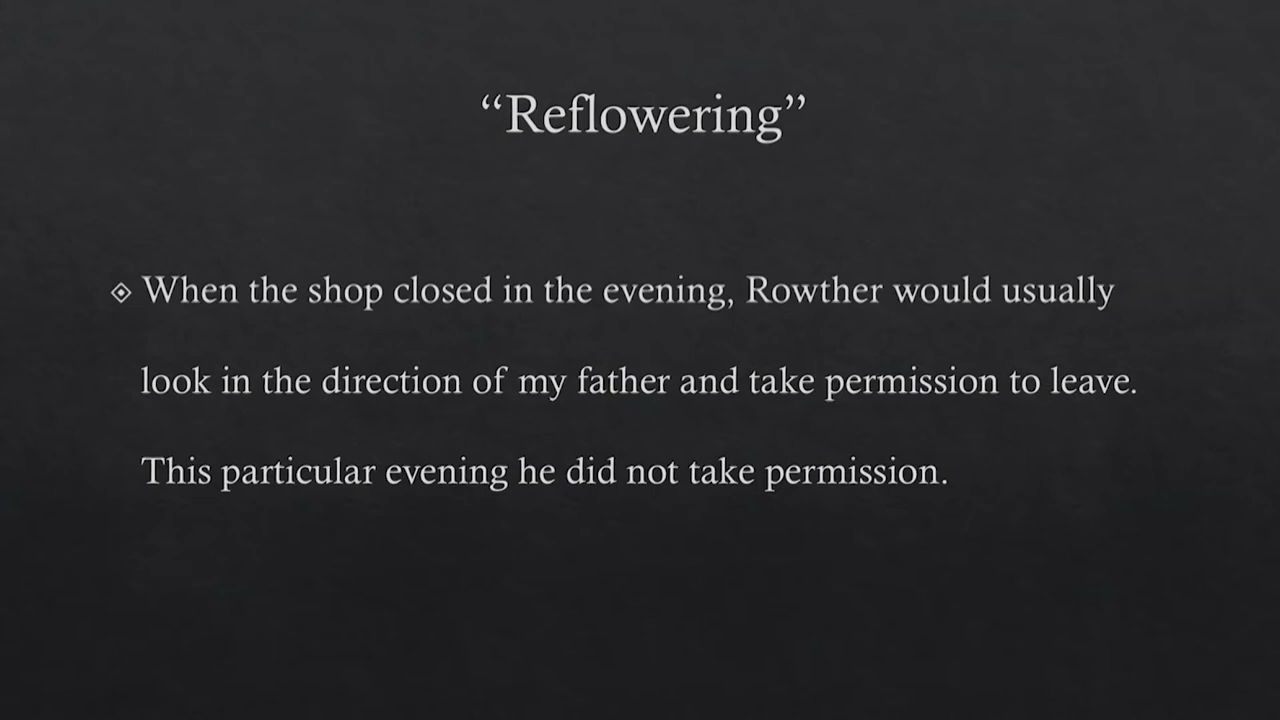 “Reflowering”
When the shop closed in the evening, Rowther would usually
look in the direction of my father and take permission to leave.
This particular evening he did not take permission.